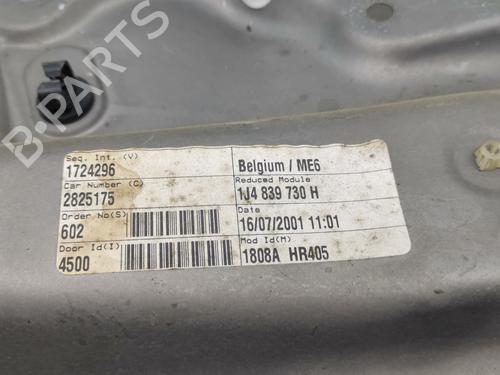 B-PARTS
Seq. Int. (V)
1724296
Car Number (C)
2825175
Order No(S)
602
Door Id(I)
4500
Belgium / ME6
Reduced Module
1J4 839 730 H
16/07/2001 11:01
Mod Id(M)
1808A HR405